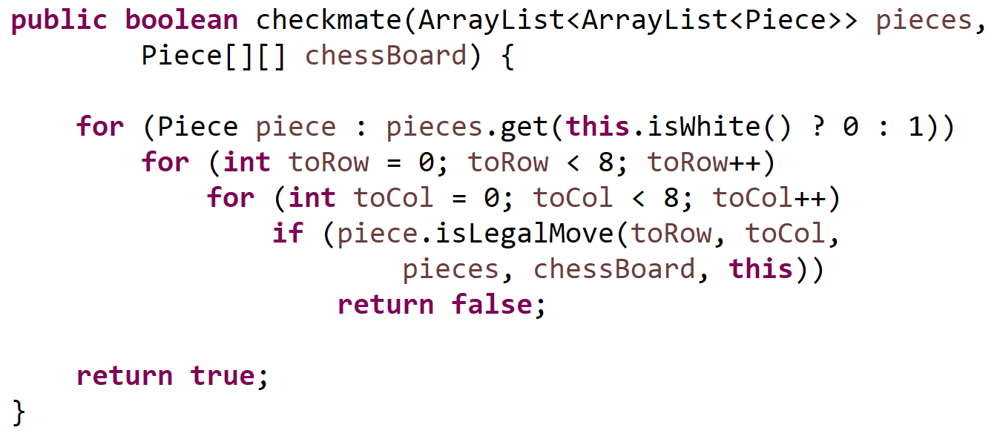 public boolean checkmate(ArrayList<ArrayList<Piece>> pieces,
        Piece[][] chessBoard) {

    for (Piece piece : pieces.get(this.isWhite() ? 0 : 1))
        for (int toRow = 0; toRow < 8; toRow++)
            for (int toCol = 0; toCol < 8; toCol++)
                if (piece.isLegalMove(toRow, toCol,
                        pieces, chessBoard, this))
                    return false;

    return true;
}